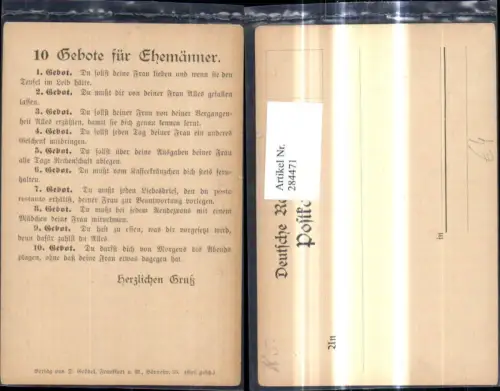 10 Gebote für Ehemänner.
1. Gebot. Du sollst deine Frau lieben und wenn sie den
Teufel im Leib hätte.
2. Gebot. Du mußt dir von deiner Frau Alles gefallen
lassen.
3. Gebot. Du sollst deiner Frau von deiner Vergangen-
heit Alles erzählen, damit sie dich genau kennen lernt.
4. Gebot. Du sollst jeden Tag deiner Frau ein anderes
Geschenk mitbringen.
5. Gebot. Du sollst über deine Ausgaben deiner Frau
alle Tage Rechenschaft ablegen.
6. Gebot. Du mußt vom Kaffeekränzchen dich stets fern-
halten.
7. Gebot. Du mußt jeden Liebesbrief, den du poste
restante erhältst, deiner Frau zur Beantwortung vorlegen.
8. Gebot. Du mußt bei jedem Rendezvous mit einem
Mädchen deine Frau mitnehmen.
9. Gebot. Du hast zu essen, was dir vorgesetzt wird,
denn dafür zahlst du Alles.
10. Gebot. Du darfst dich von Morgens bis Abends
plagen, ohne daß deine Frau etwas dagegen hat.
Herzlichen Gruß
Verlag von Frankfurt a. M.,
Deutsche Re
Postka
Artikel Nr.
284471
An
in
64